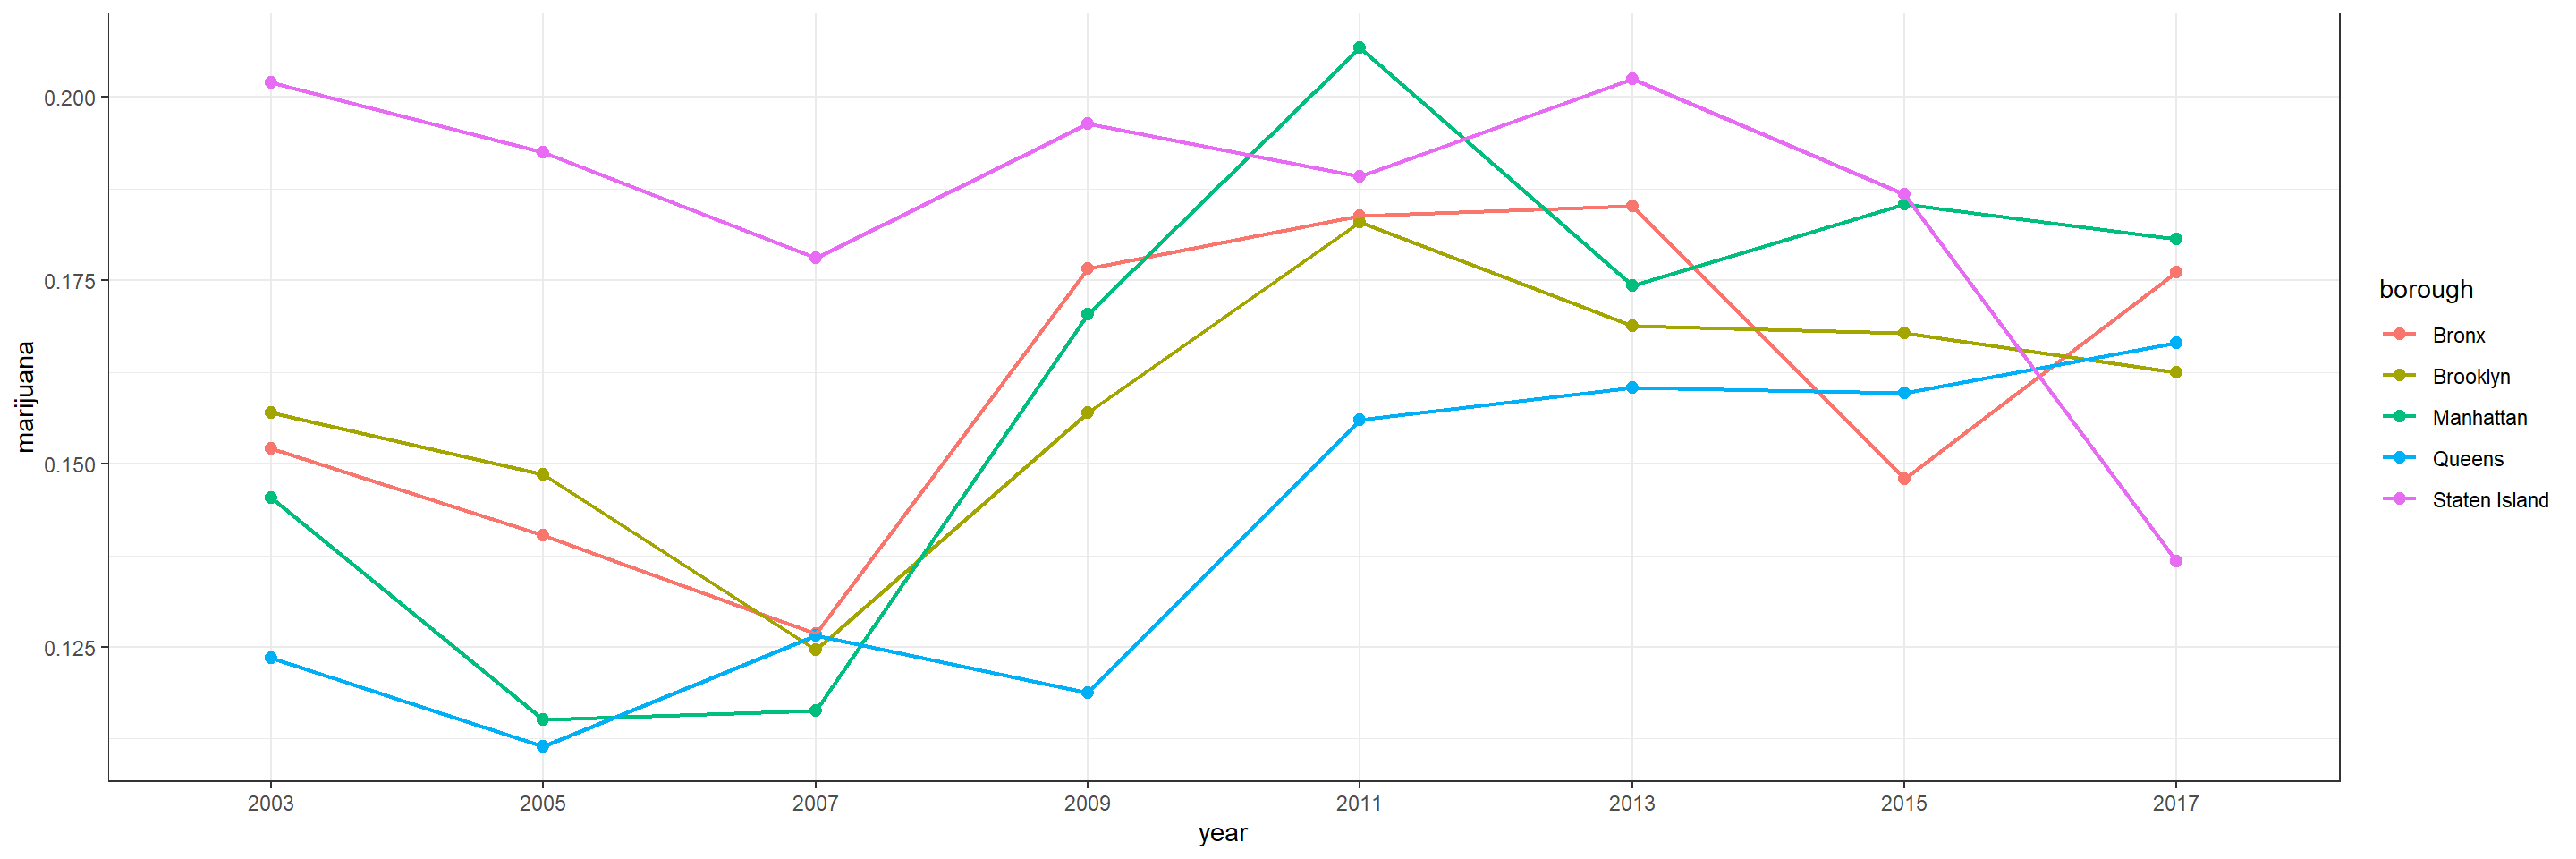 0.200
0.175
0.150
0.125
marijuana
2003 2005 2007 2009 2011 2013 2015 2017
year
borough
Bronx
Brooklyn
Manhattan
Queens
Staten Island